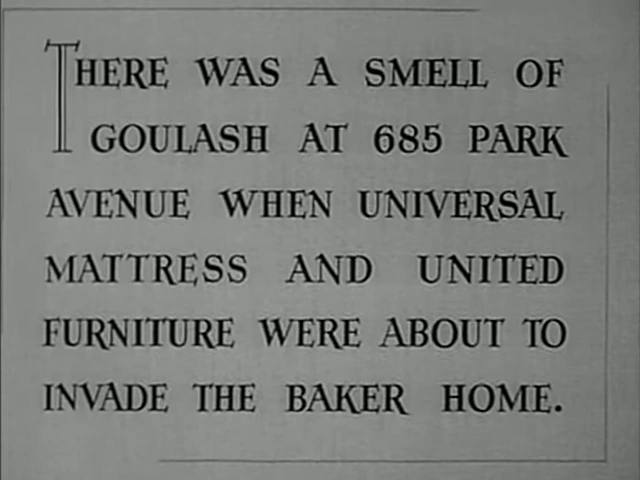 THERE WAS A SMELL OF
GOULASH AT 685 PARK
AVENUE WHEN UNIVERSAL
MATTRESS AND UNITED
FURNITURE WERE ABOUT TO
INVADE THE BAKER HOME.